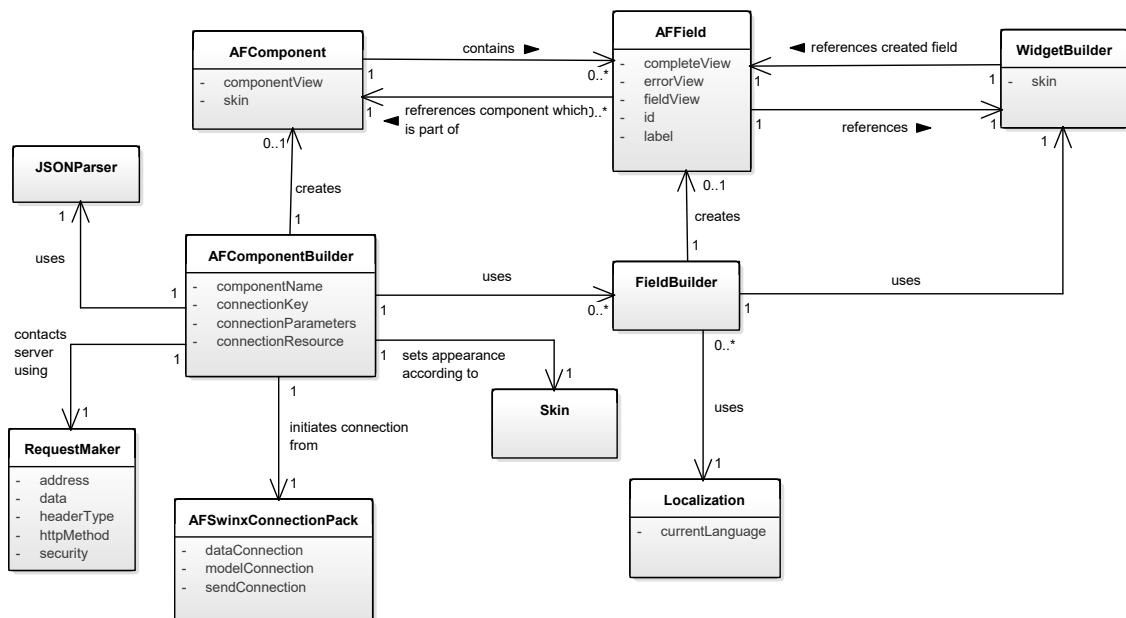 AFComponent
- componentView
- skin
contains ►
1
0..*
AFField
- completeView
- errorView
- fieldView
- id
- label
◄ references created field
1
1
WidgetBuilder
- skin
1
◄ refrerences component which
is part of
0..*
1
references ►
1
1
0..1
creates
1
0..1
creates
1
JSONParser
1
uses
1
AFComponentBuilder
- componentName
- connectionKey
- connectionParameters
- connectionResource
uses
1
0..*
FieldBuilder
1
uses
0..*
contacts
server
using
1
1
1
sets appearance
according to
1
Skin
1
initiates connection
from
1
uses
1
RequestMaker
- address
- data
- headerType
- httpMethod
- security
AFSwinxConnectionPack
- dataConnection
- modelConnection
- sendConnection
Localization
- currentLanguage